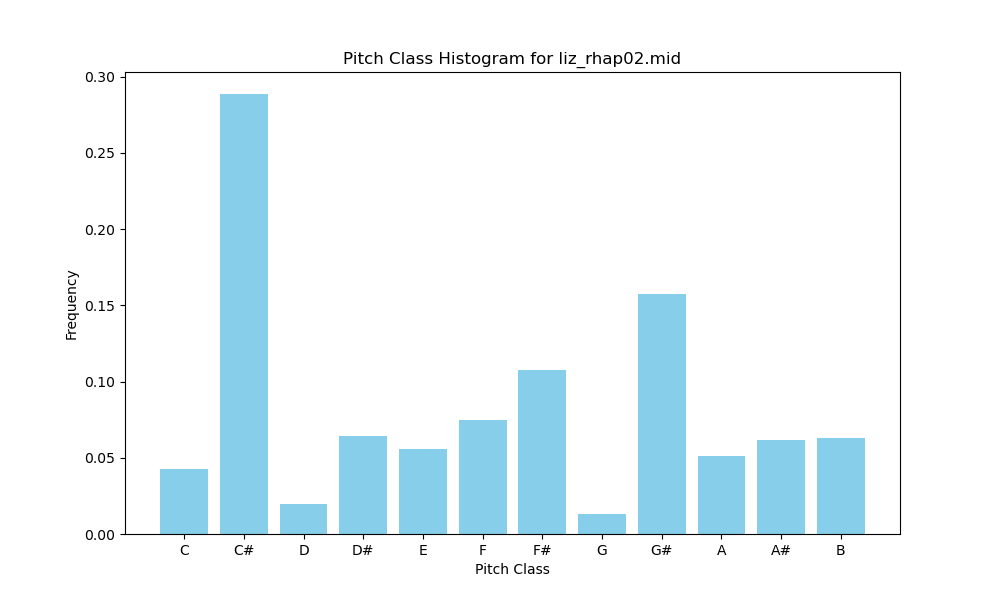 Pitch Class Histogram for liz_rhap02.mid
0.30
0.25
0.20
0.15
0.10
0.05
0.00
Frequency
C C# D D# E F F# G G# A A# B
Pitch Class